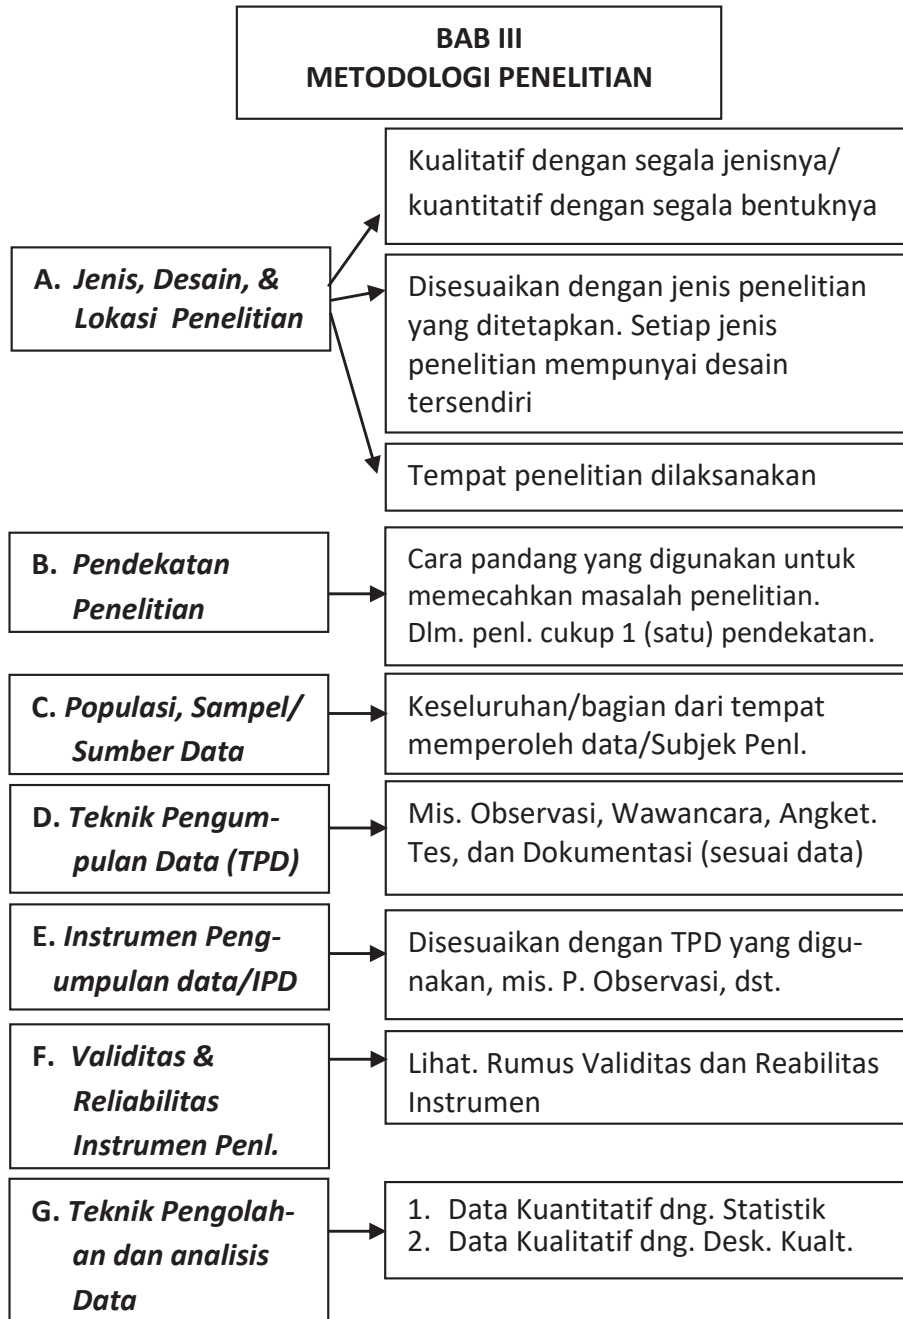 BAB III
METODOLOGI PENELITIAN
A. Jenis, Desain, &
Lokasi Penelitian
Kualitatif dengan segala jenisnya/
kuantitatif dengan segala bentuknya
Disesuaikan dengan jenis penelitian
yang ditetapkan. Setiap jenis
penelitian mempunyai desain
tersendiri
Tempat penelitian dilaksanakan
B. Pendekatan
Penelitian
Cara pandang yang digunakan untuk
memecahkan masalah penelitian.
Dlm. penl. cukup 1 (satu) pendekatan.
C. Populasi, Sampel/
Sumber Data
Keseluruhan/bagian dari tempat
memperoleh data/Subjek Penl.
D. Teknik Pengum-
pulan Data (TPD)
Mis. Observasi, Wawancara, Angket.
Tes, dan Dokumentasi (sesuai data)
E. Instrumen Peng-
umpulan data/IPD
Disesuaikan dengan TPD yang digu-
nakan, mis. P. Observasi, dst.
F. Validitas &
Reliabilitas
Instrumen Penl.
Lihat. Rumus Validitas dan Reabilitas
Instrumen
G. Teknik Pengolah-
an dan analisis
Data
1. Data Kuantitatif dng. Statistik
2. Data Kualitatif dng. Desk. Kualt.